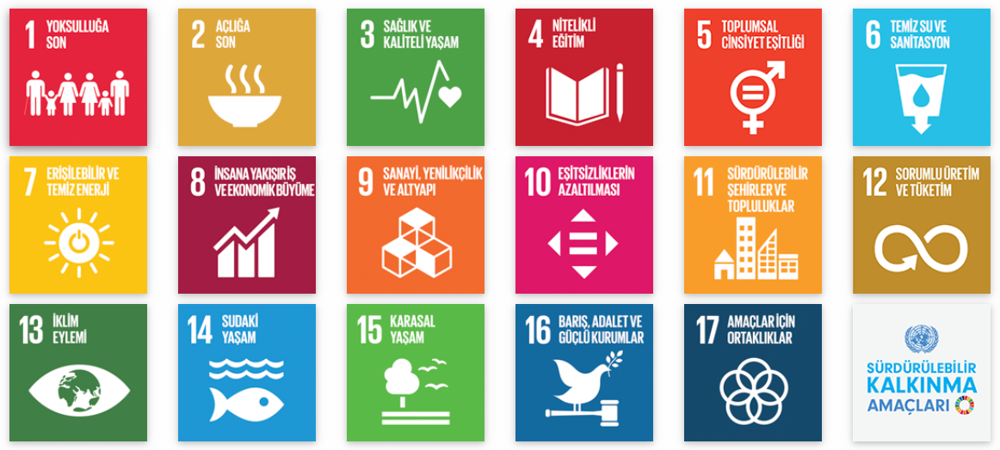 1 YOKSULLUĞA
SON
2 AÇLIĞA
SON
3 SAĞLIK VE
KALİTELİ YAŞAM
4 NİTELİKLİ
EĞİTİM
5 TOPLUMSAL
CİNSİYET EŞİTLİĞİ
6 TEMİZ SU VE
SANİTASYON
7 ERİŞİLEBİLİR VE
TEMİZ ENERJİ
8 İNSANA YAKIŞIR İŞ
VE EKONOMİK BÜYÜME
9 SANAYİ, YENİLİKÇİLİK
VE ALTYAPI
10 EŞİTSİZLİKLERİN
AZALTILMASI
11 SÜRDÜRÜLEBİLİR
ŞEHİRLER VE
TOPLULUKLAR
12 SORUMLU ÜRETİM
VE TÜKETİM
13 İKLİM
EYLEMİ
14 SUDAKİ
YAŞAM
15 KARASAL
YAŞAM
16 BARIŞ, ADALET VE
GÜÇLÜ KURUMLAR
17 AMAÇLAR İÇİN
ORTAKLIKLAR
SÜRDÜRÜLEBİLİR
KALKINMA
AMAÇLARI